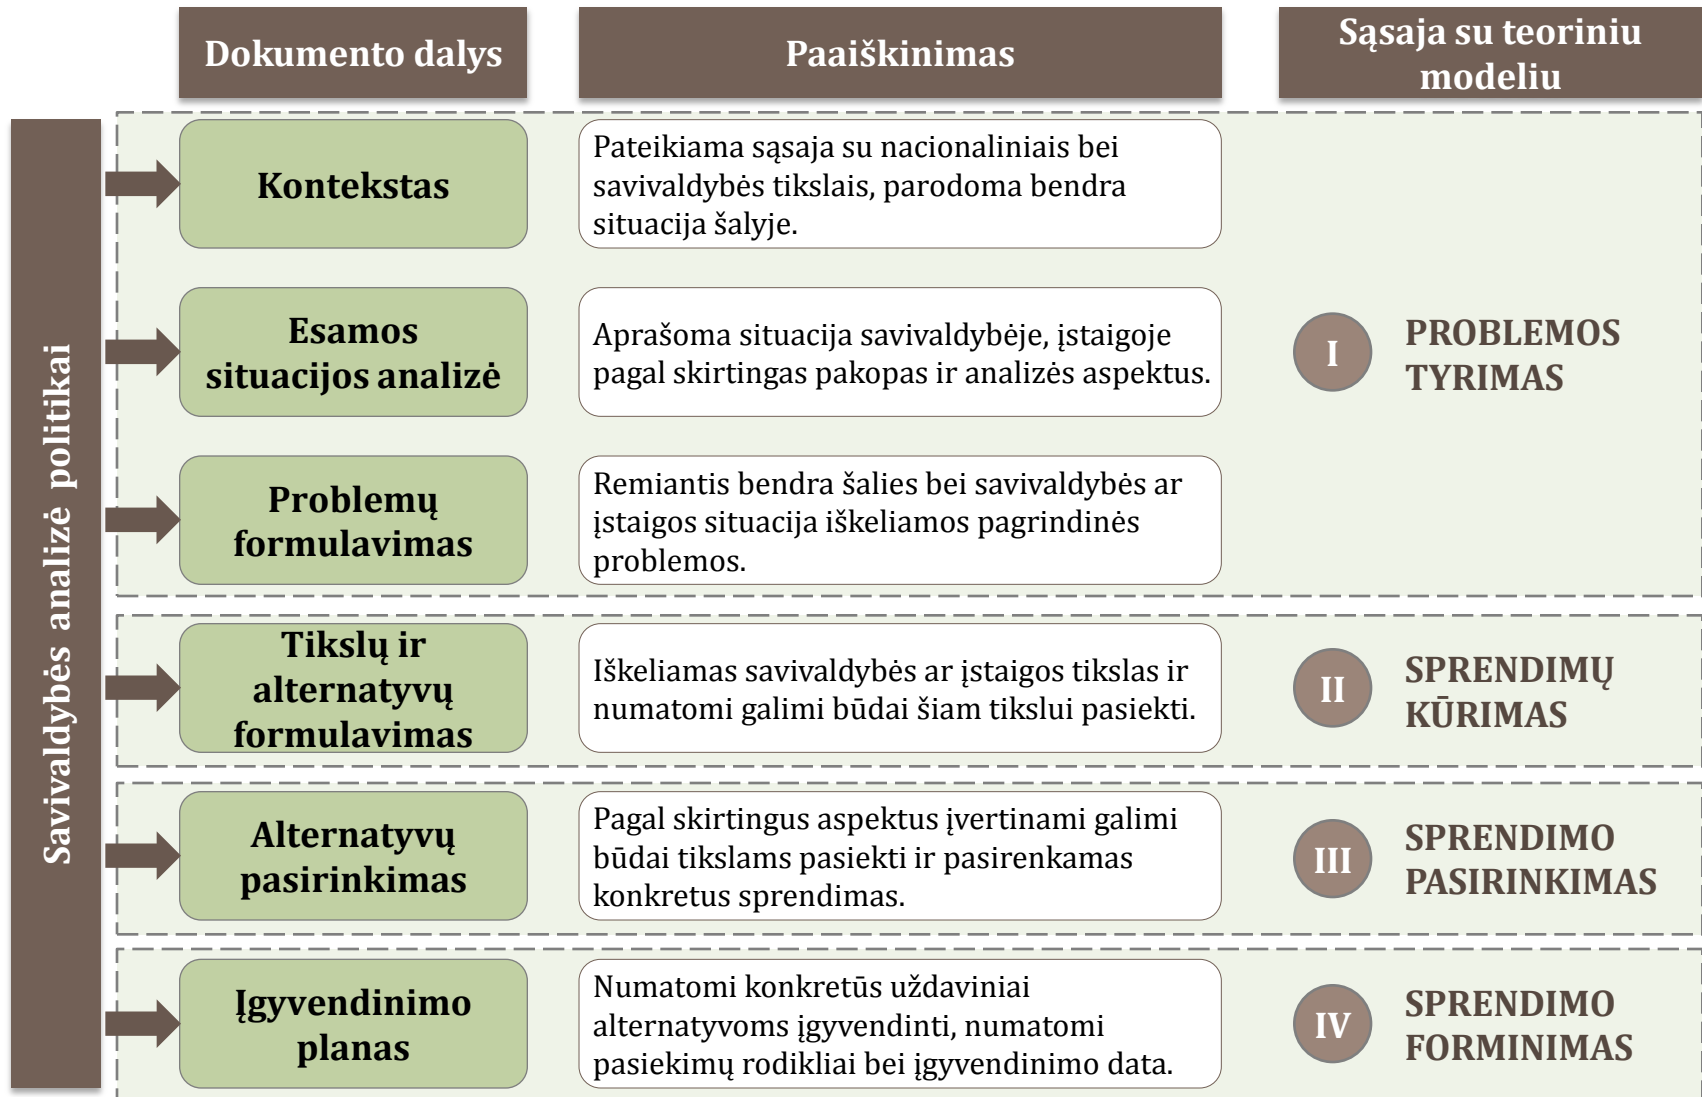 Dokumento dalys
Paaiškinimas
Sąsaja su teoriniu
modeliu
Savivaldybės analizė politikai
Kontekstas
Pateikiama sąsaja su nacionaliniais bei
savivaldybės tikslais, parodoma bendra
situacija šalyje.
Esamos
situacijos analizė
Aprašoma situacija savivaldybėje, įstaigoje
pagal skirtingas pakopas ir analizės aspektus.
Problemų
formulavimas
Remiantis bendra šalies bei savivaldybės ar
įstaigos situacija iškeliamos pagrindinės
problemos.
I
PROBLEMOS
TYRIMAS
Tikslų ir
alternatyvų
formulavimas
Iškeliamas savivaldybės ar įstaigos tikslas ir
numatomi galimi būdai šiam tikslui pasiekti.
II
SPRENDIMŲ
KŪRIMAS
Alternatyvų
pasirinkimas
Pagal skirtingus aspektus įvertinami galimi
būdai tikslams pasiekti ir pasirenkamas
konkretus sprendimas.
III
SPRENDIMO
PASIRINKIMAS
Įgyvendinimo
planas
Numatomi konkretūs uždaviniai
alternatyvoms įgyvendinti, numatomi
pasiekimų rodikliai bei įgyvendinimo data.
IV
SPRENDIMO
FORMINIMAS